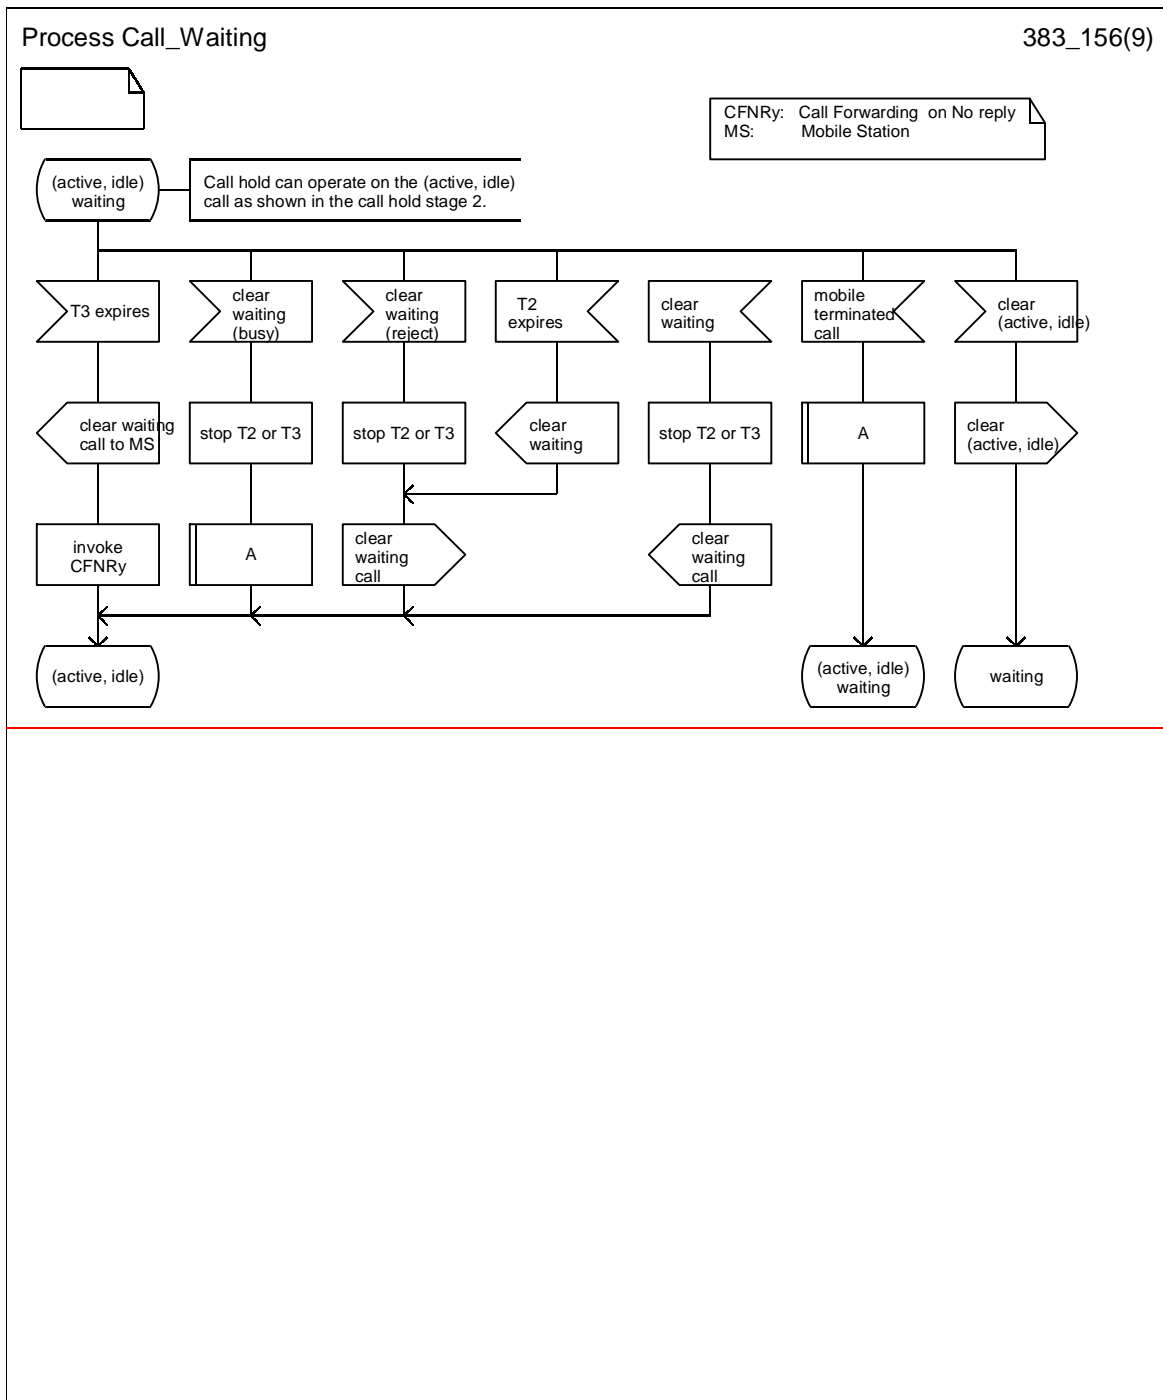 Process Call_Waiting 383_156(9)
CFNRy: Call Forwarding on No reply
MS: Mobile Station
(active, idle)
waiting
Call hold can operate on the (active, idle)
call as shown in the call hold stage 2.
T3 expires
clear
waiting
(busy)
clear
waiting
(reject)
T2
expires
clear
waiting
mobile
terminated
call
clear
(active, idle)
clear waiting
call to MS
stop T2 or T3
stop T2 or T3
clear
waiting
stop T2 or T3
A
clear
(active, idle)
invoke
CFNRy
A
clear
waiting
call
clear
waiting
call
(active, idle)
(active, idle)
waiting
waiting